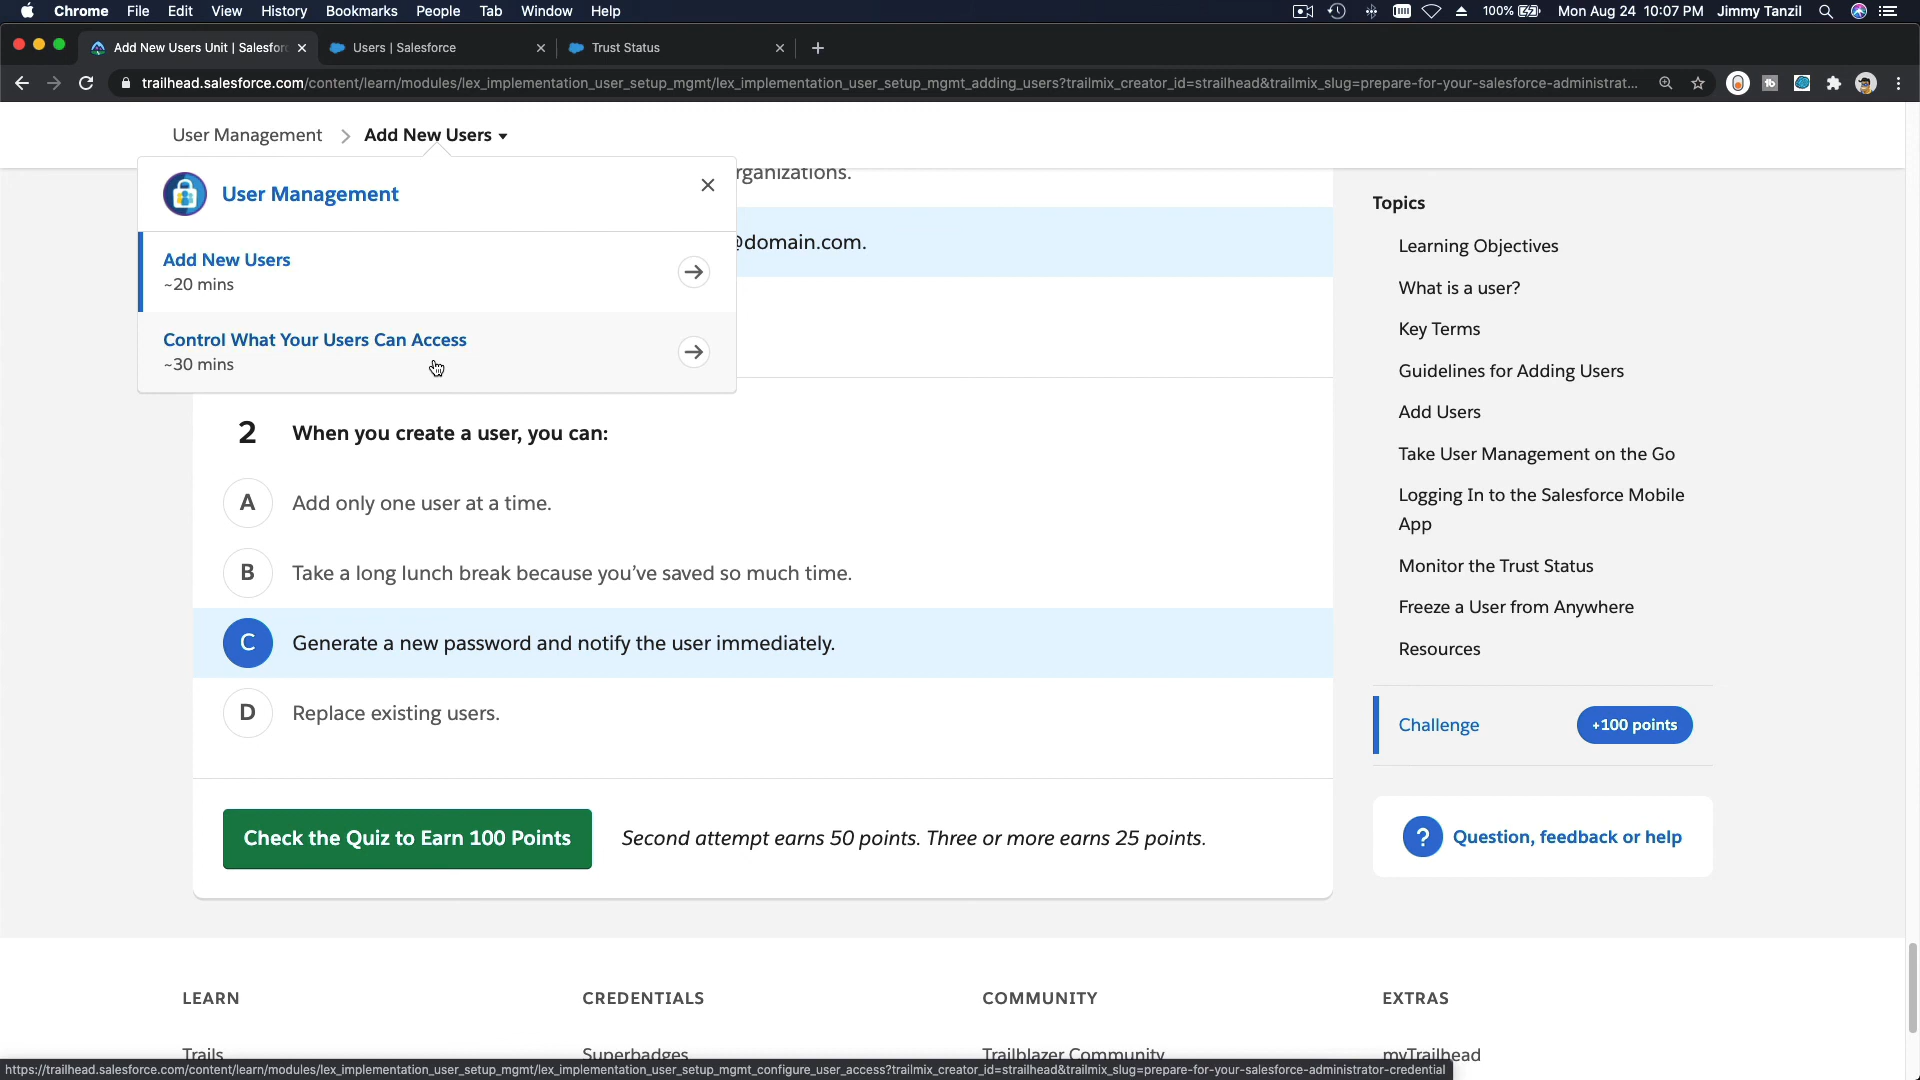 Chrome File Edit View History Bookmarks People Tab Window Help 100% Mon Aug 24 10:07 PM Jimmy Tanzil
Add New Users Unit | Salesfor Users | Salesforce Trust Status
trailhead.salesforce.com/content/learn/modules/lex_implementation_user_setup_mgmt/lex_implementation_user_setup_mgmt_adding_users?trailmix_creator_id=strailhead&trailmix_slug=prepare-for-your-salesforce-administrat...
User Management Add New Users
rganizations.
User Management
@domain.com.
Add New Users
~20 mins
Control What Your Users Can Access
~30 mins
2 When you create a user, you can:
A Add only one user at a time.
B Take a long lunch break because you’ve saved so much time.
C Generate a new password and notify the user immediately.
D Replace existing users.
Check the Quiz to Earn 100 Points Second attempt earns 50 points. Three or more earns 25 points.
Topics
Learning Objectives
What is a user?
Key Terms
Guidelines for Adding Users
Add Users
Take User Management on the Go
Logging In to the Salesforce Mobile
App
Monitor the Trust Status
Freeze a User from Anywhere
Resources
Challenge +100 points
? Question, feedback or help
LEARN CREDENTIALS COMMUNITY EXTRAS
Trails Superbadges Trailblazer Community myTrailhead
https://trailhead.salesforce.com/content/learn/modules/lex_implementation_user_setup_mgmt/lex_implementation_user_setup_mgmt_configure_user_access?trailmix_creator_id=strailhead&trailmix_slug=prepare-for-your-salesforce-administrator-credential